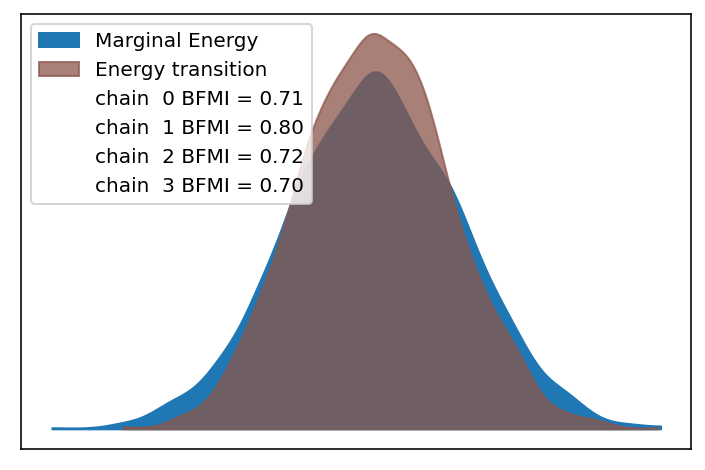 Marginal Energy
Energy transition
chain  0 BFMI = 0.71
chain  1 BFMI = 0.80
chain  2 BFMI = 0.72
chain  3 BFMI = 0.70